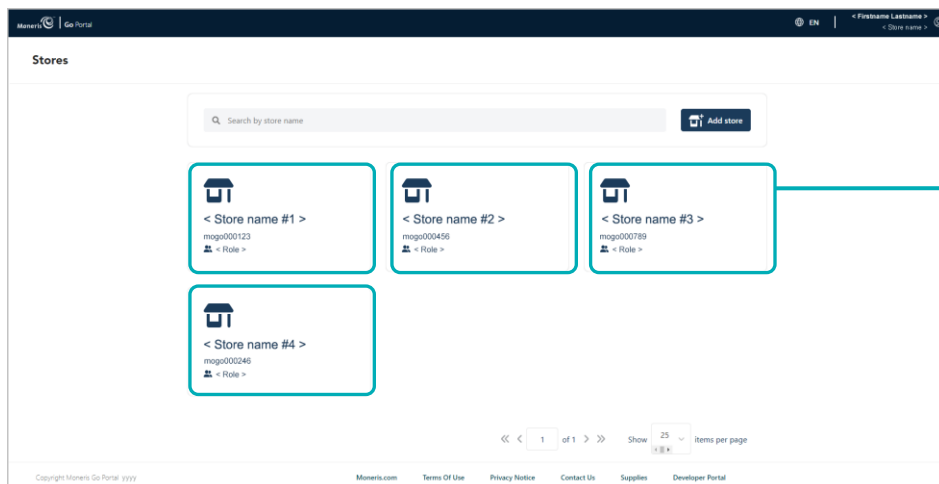 Moneris Go Portal
EN
< Firstname Lastname >
< Store name >
Stores
Search by store name
Add store
< Store name #1 >
mogo000123
< Role >
< Store name #2 >
mogo000456
< Role >
< Store name #3 >
mogo000789
< Role >
< Store name #4 >
mogo000246
< Role >
1 of 1 Show 25 items per page
Copyright Moneris Go Portal yyyy Moneris.com Terms Of Use Privacy Notice Contact Us Supplies Developer Portal